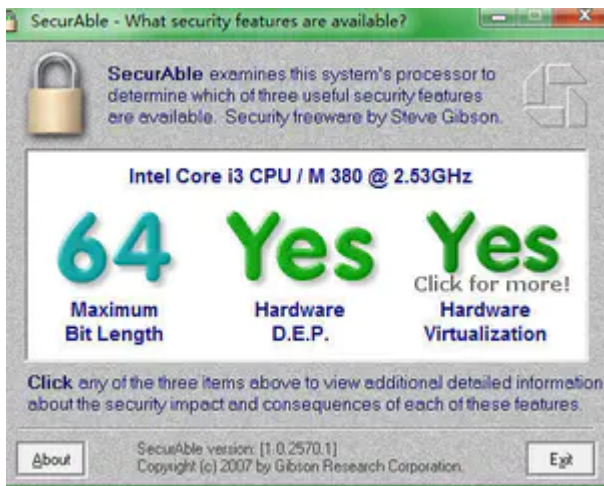 SecurAble - What security features are available?
SecurAble examines this system's processor to
determine which of three useful security features
are available. Security freeware by Steve Gibson.
Intel Core i3 CPU / M 380 @ 2.53GHz
64 Yes Yes
Click for more!
Maximum Bit Length
Hardware D.E.P.
Hardware Virtualization
Click any of the three items above to view additional detailed information
about the security impact and consequences of each of these features.
About
SecurAble version: [1.0.2570.1]
Copyright (c) 2007 by Gibson Research Corporation.
Exit